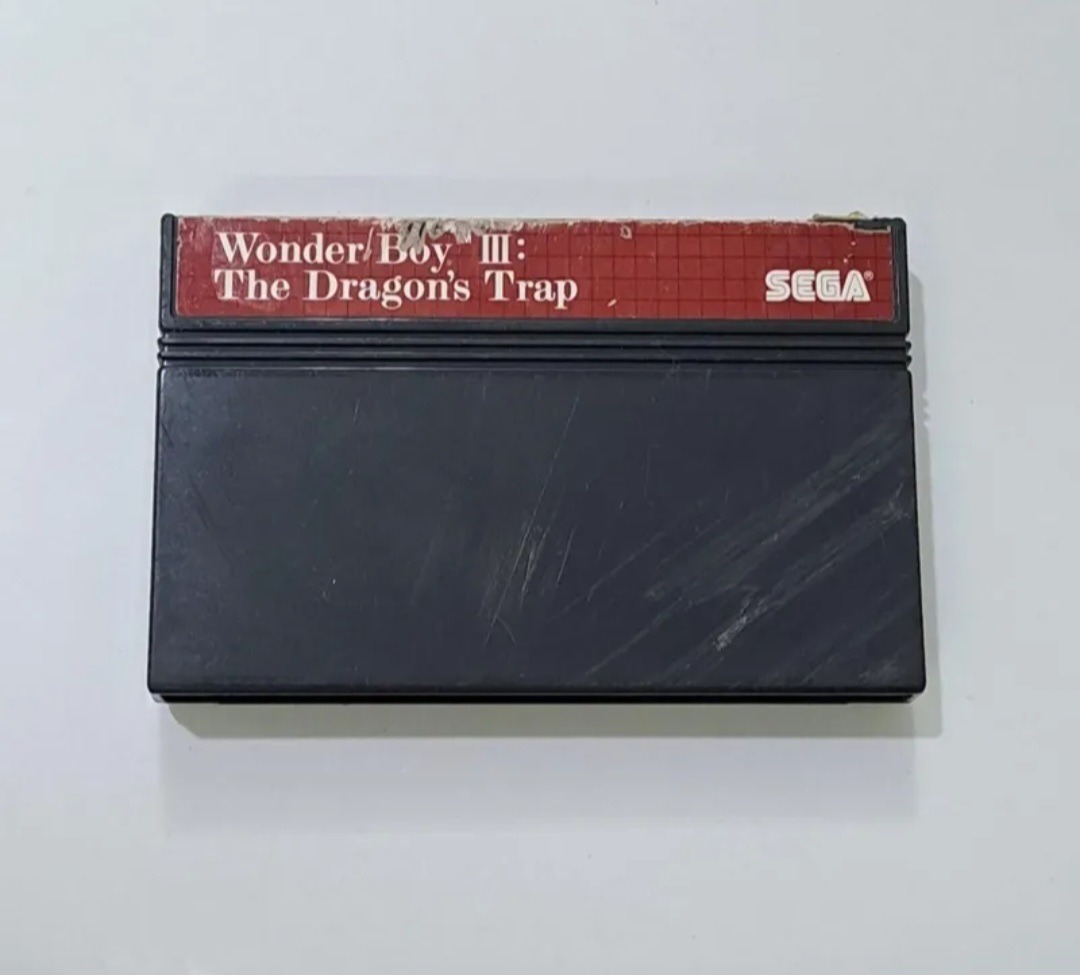 Wonder Boy III:
The Dragon's Trap
SEGA®